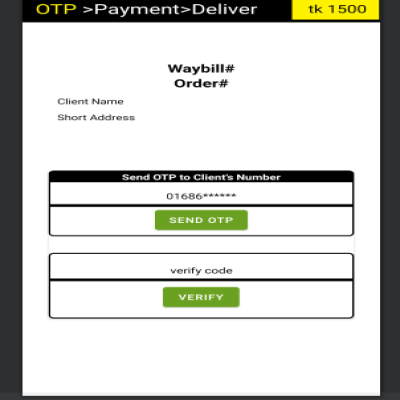 OTP >Payment>Deliver tk 1500
Waybill#
Order#
Client Name
Short Address
Send OTP to Client's Number
01686******
SEND OTP
verify code
VERIFY